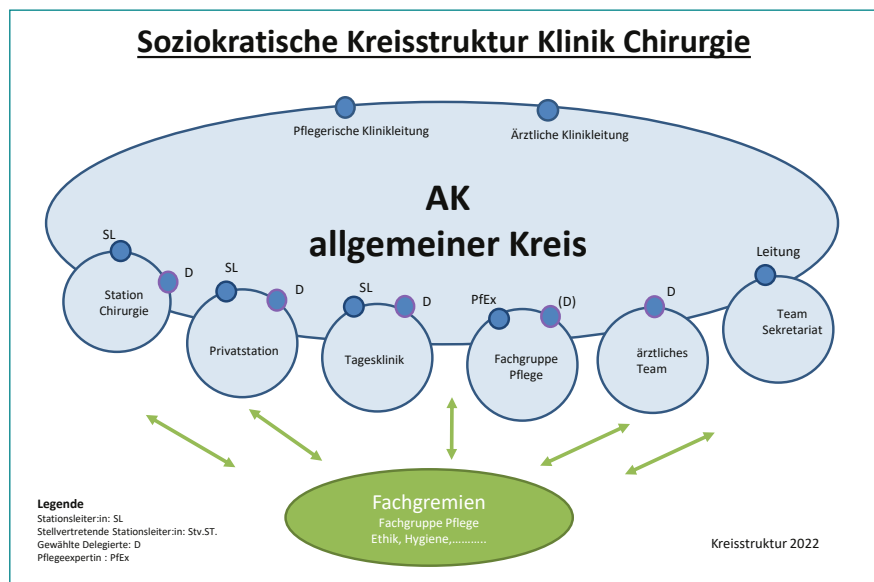 Soziokratische Kreisstruktur Klinik Chirurgie
Pflegerische Klinikleitung
Ärztliche Klinikleitung
AK
allgemeiner Kreis
SL
D
Station
Chirurgie
SL
D
Privatstation
SL
D
Tagesklinik
PfEx
(D)
Fachgruppe
Pflege
D
ärztliches
Team
Leitung
Team
Sekretariat
Fachgremien
Fachgruppe Pflege
Ethik, Hygiene,………..
Legende
Stationsleiter:in: SL
Stellvertretende Stationsleiter:in: Stv.ST.
Gewählte Delegierte: D
Pflegeexpertin : PfEx
Kreisstruktur 2022